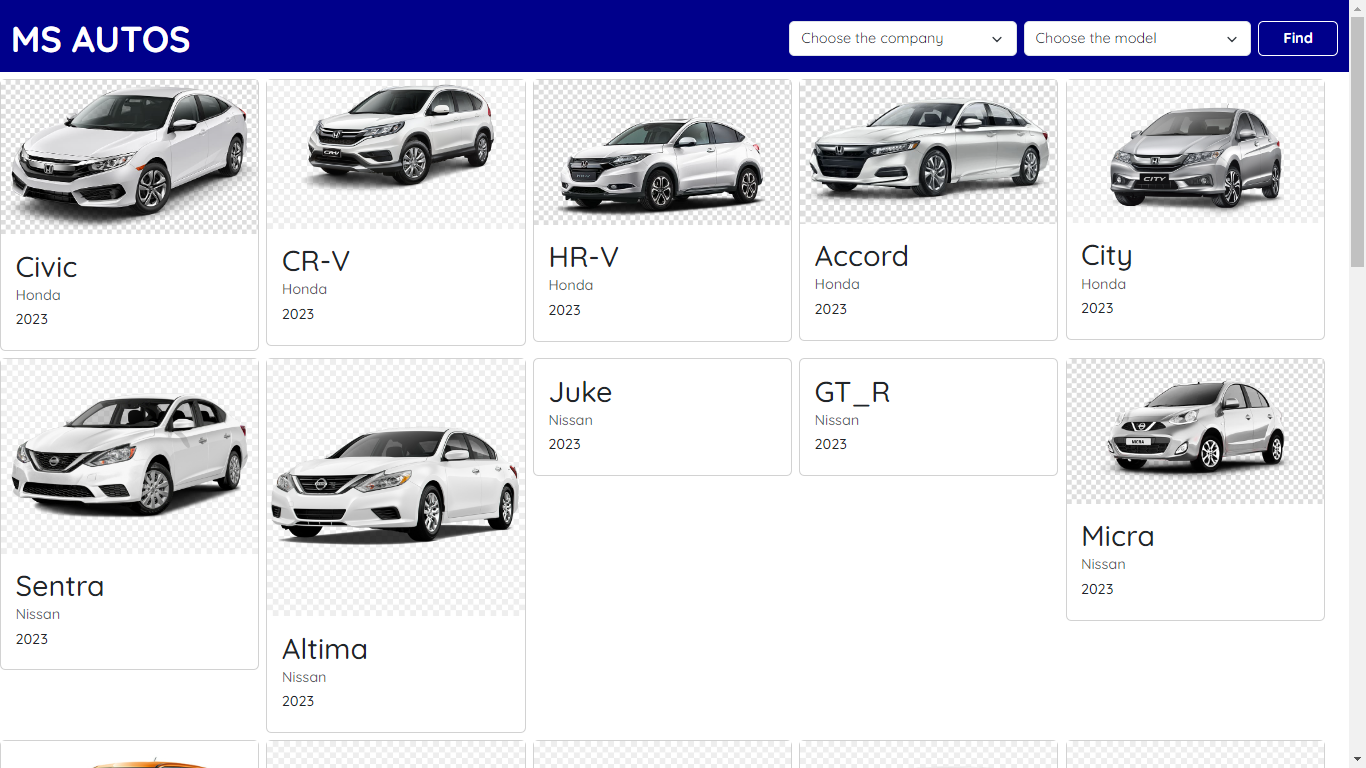 MS AUTOS
Choose the company
Choose the model
Find
CITY
Civic
Honda
2023
CR-V
Honda
2023
HR-V
Honda
2023
Accord
Honda
2023
City
Honda
2023
MICRA
Sentra
Nissan
2023
Altima
Nissan
2023
Juke
Nissan
2023
GT_R
Nissan
2023
Micra
Nissan
2023